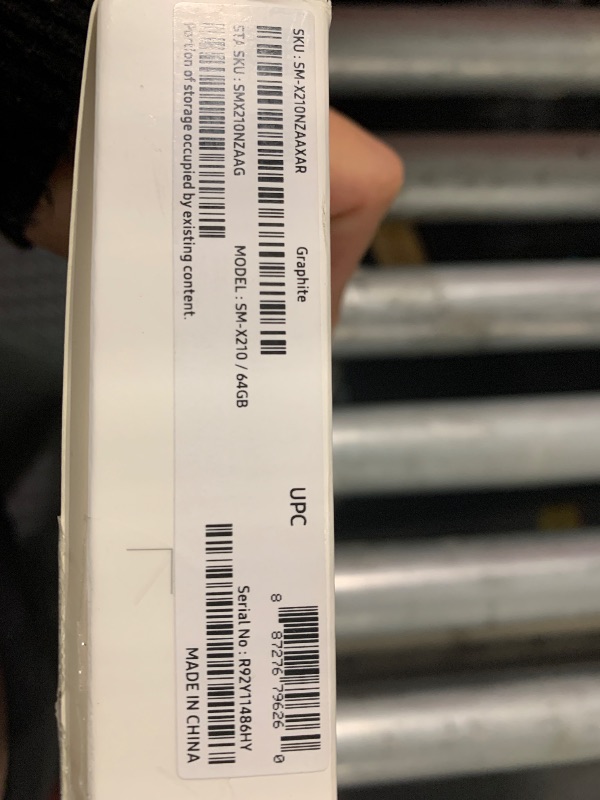 SKU : SM-X210NZAAXAR
Graphite
UPC
8 87276 79626 0
STA SKU : SMX210NZAAG
MODEL : SM-X210 / 64GB
Serial No : R92Y11486HY
Portion of storage occupied by existing content.
MADE IN CHINA